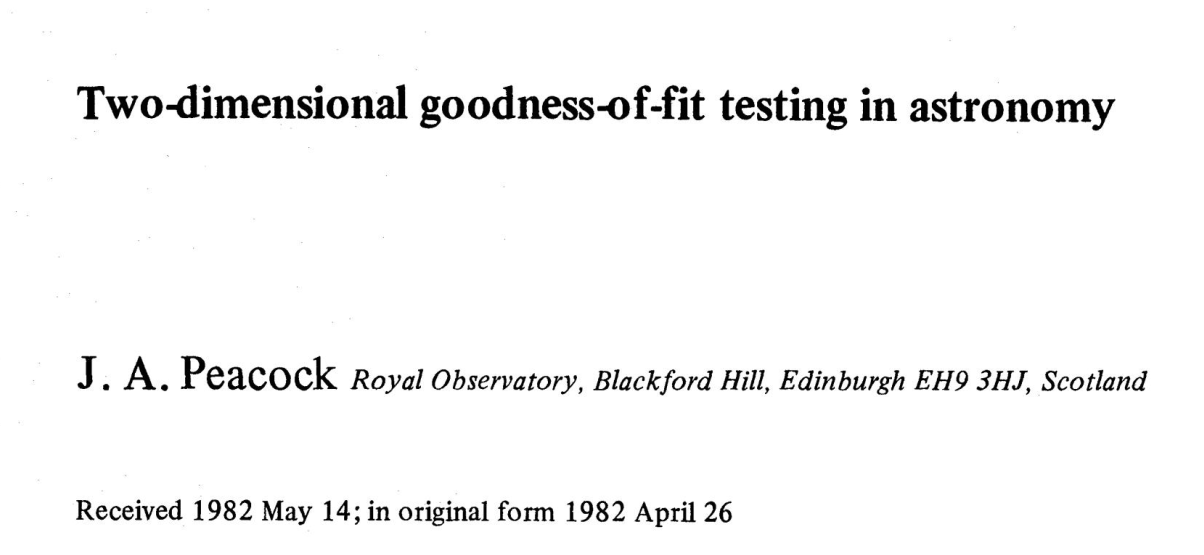 Two-dimensional goodness-of-fit testing in astronomy
J. A. Peacock Royal Observatory, Blackford Hill, Edinburgh EH9 3HJ, Scotland
Received 1982 May 14; in original form 1982 April 26